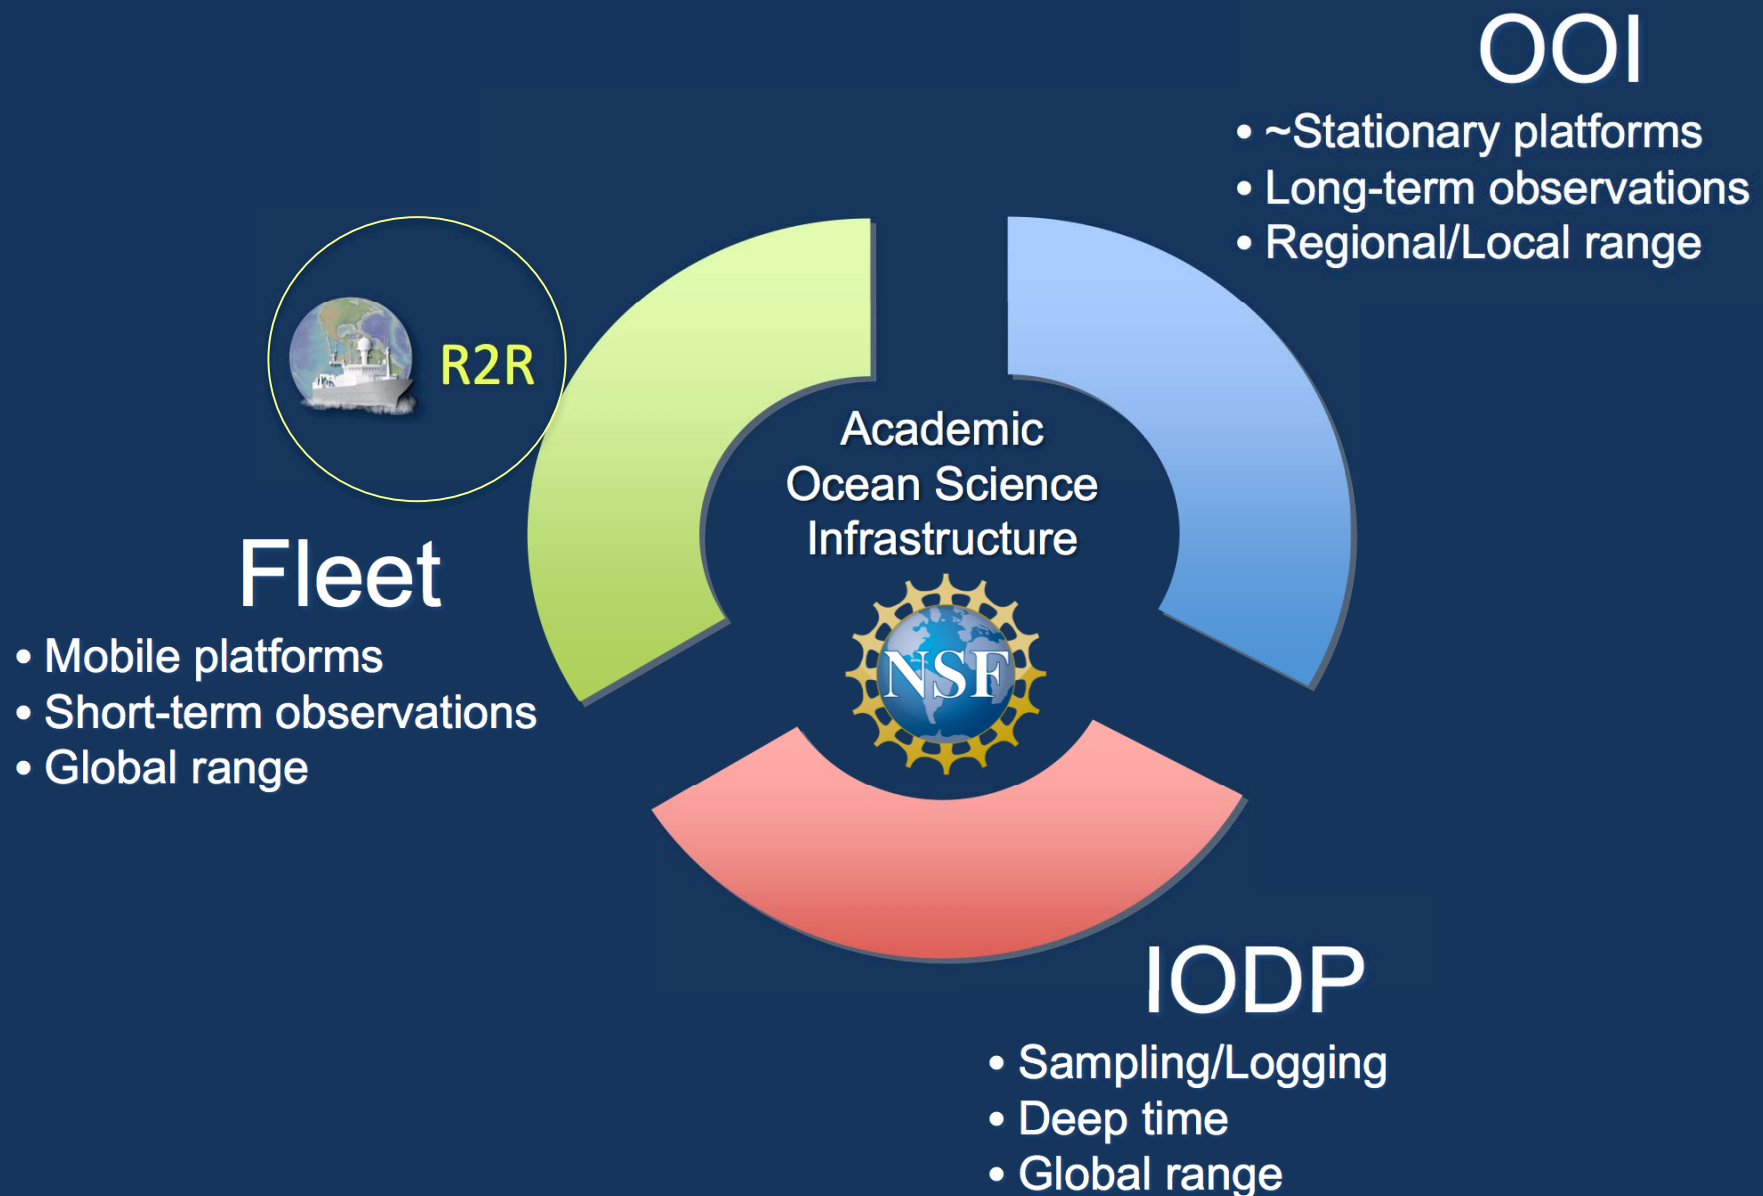 OOI
• ~Stationary platforms
• Long-term observations
• Regional/Local range
R2R
Academic
Ocean Science
Infrastructure
NSF
Fleet
• Mobile platforms
• Short-term observations
• Global range
IODP
• Sampling/Logging
• Deep time
• Global range